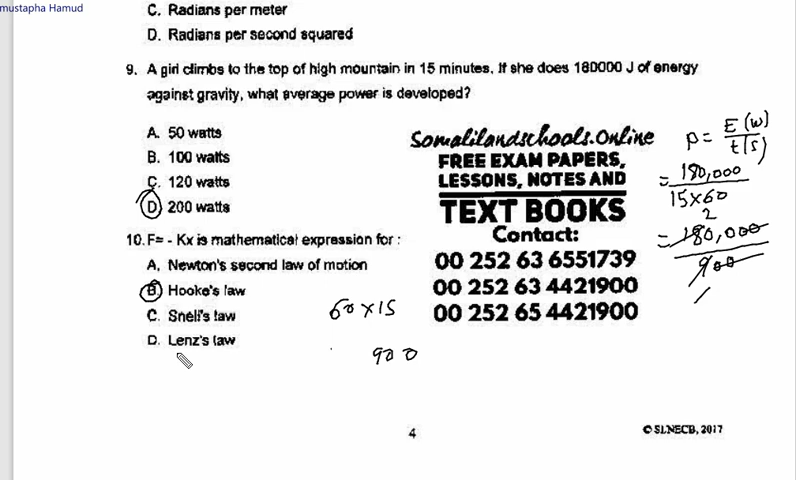 mustapha Hamud
C. Radians per meter
D. Radians per second squared
9. A girl climbs to the top of high mountain in 15 minutes. If she does 180000 J of energy
against gravity, what average power is developed?
A. 50 watts
B. 100 watts
C. 120 watts
D 200 watts
10. F= - Kx is mathematical expression for :
A. Newton's second law of motion
B Hooke's law
C. Snell's law
D. Lenz's law
60 x 15
900
Somalilandschools.Online
FREE EXAM PAPERS,
LESSONS, NOTES AND
TEXT BOOKS
Contact:
00 252 63 6551739
00 252 63 4421900
00 252 65 4421900
P = E (w)
t (s)
= 180,000
15 x 60
2
= 180,000
900
4
© SLNECB, 2017